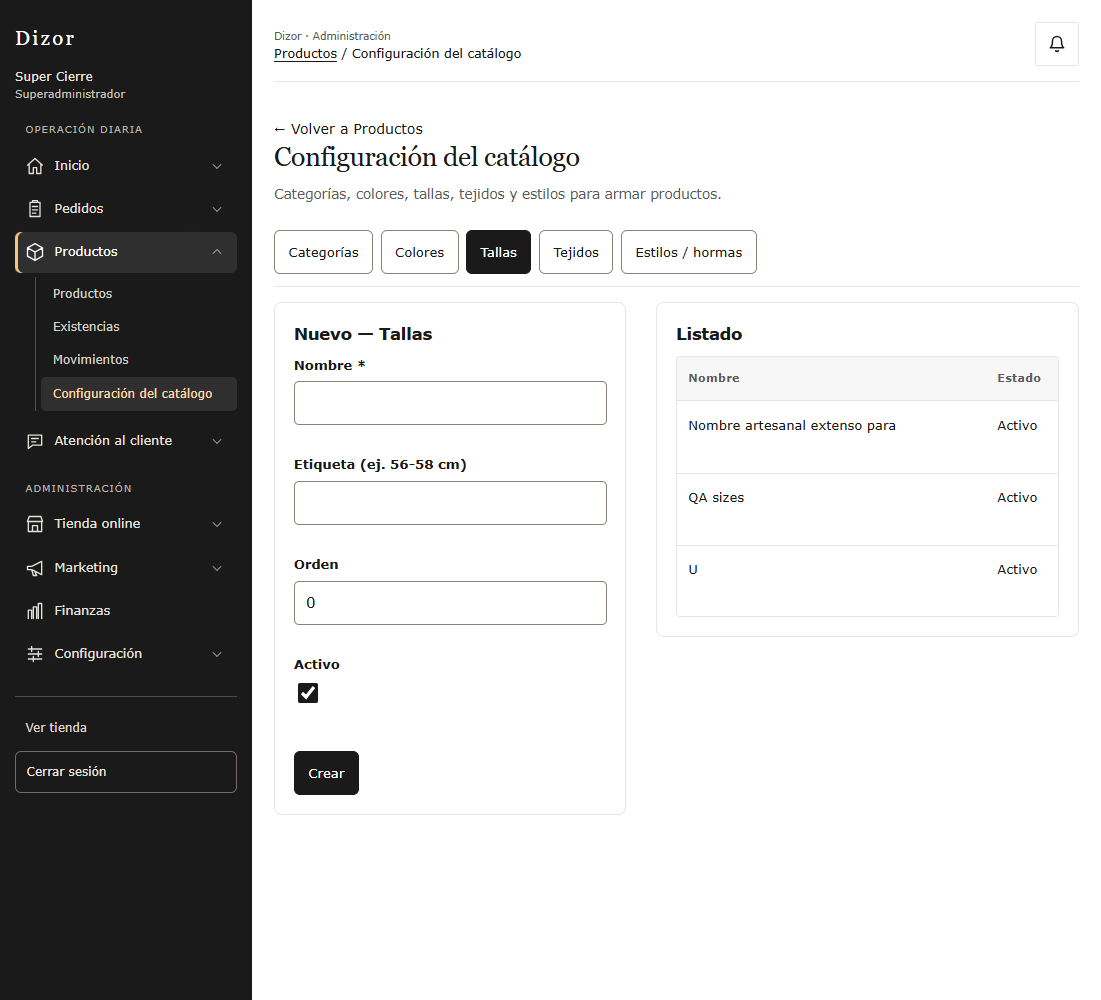 Dizor
Super Cierre
Superadministrador
OPERACIÓN DIARIA
Inicio
Pedidos
Productos
Productos
Existencias
Movimientos
Configuración del catálogo
Atención al cliente
ADMINISTRACIÓN
Tienda online
Marketing
Finanzas
Configuración
Ver tienda
Cerrar sesión
Dizor · Administración
Productos / Configuración del catálogo
← Volver a Productos
Configuración del catálogo
Categorías, colores, tallas, tejidos y estilos para armar productos.
Categorías Colores Tallas Tejidos Estilos / hormas
Nuevo — Tallas
Nombre *
Etiqueta (ej. 56-58 cm)
Orden
0
Activo
Crear
Listado
Nombre Estado
Nombre artesanal extenso para Activo
QA sizes Activo
U Activo